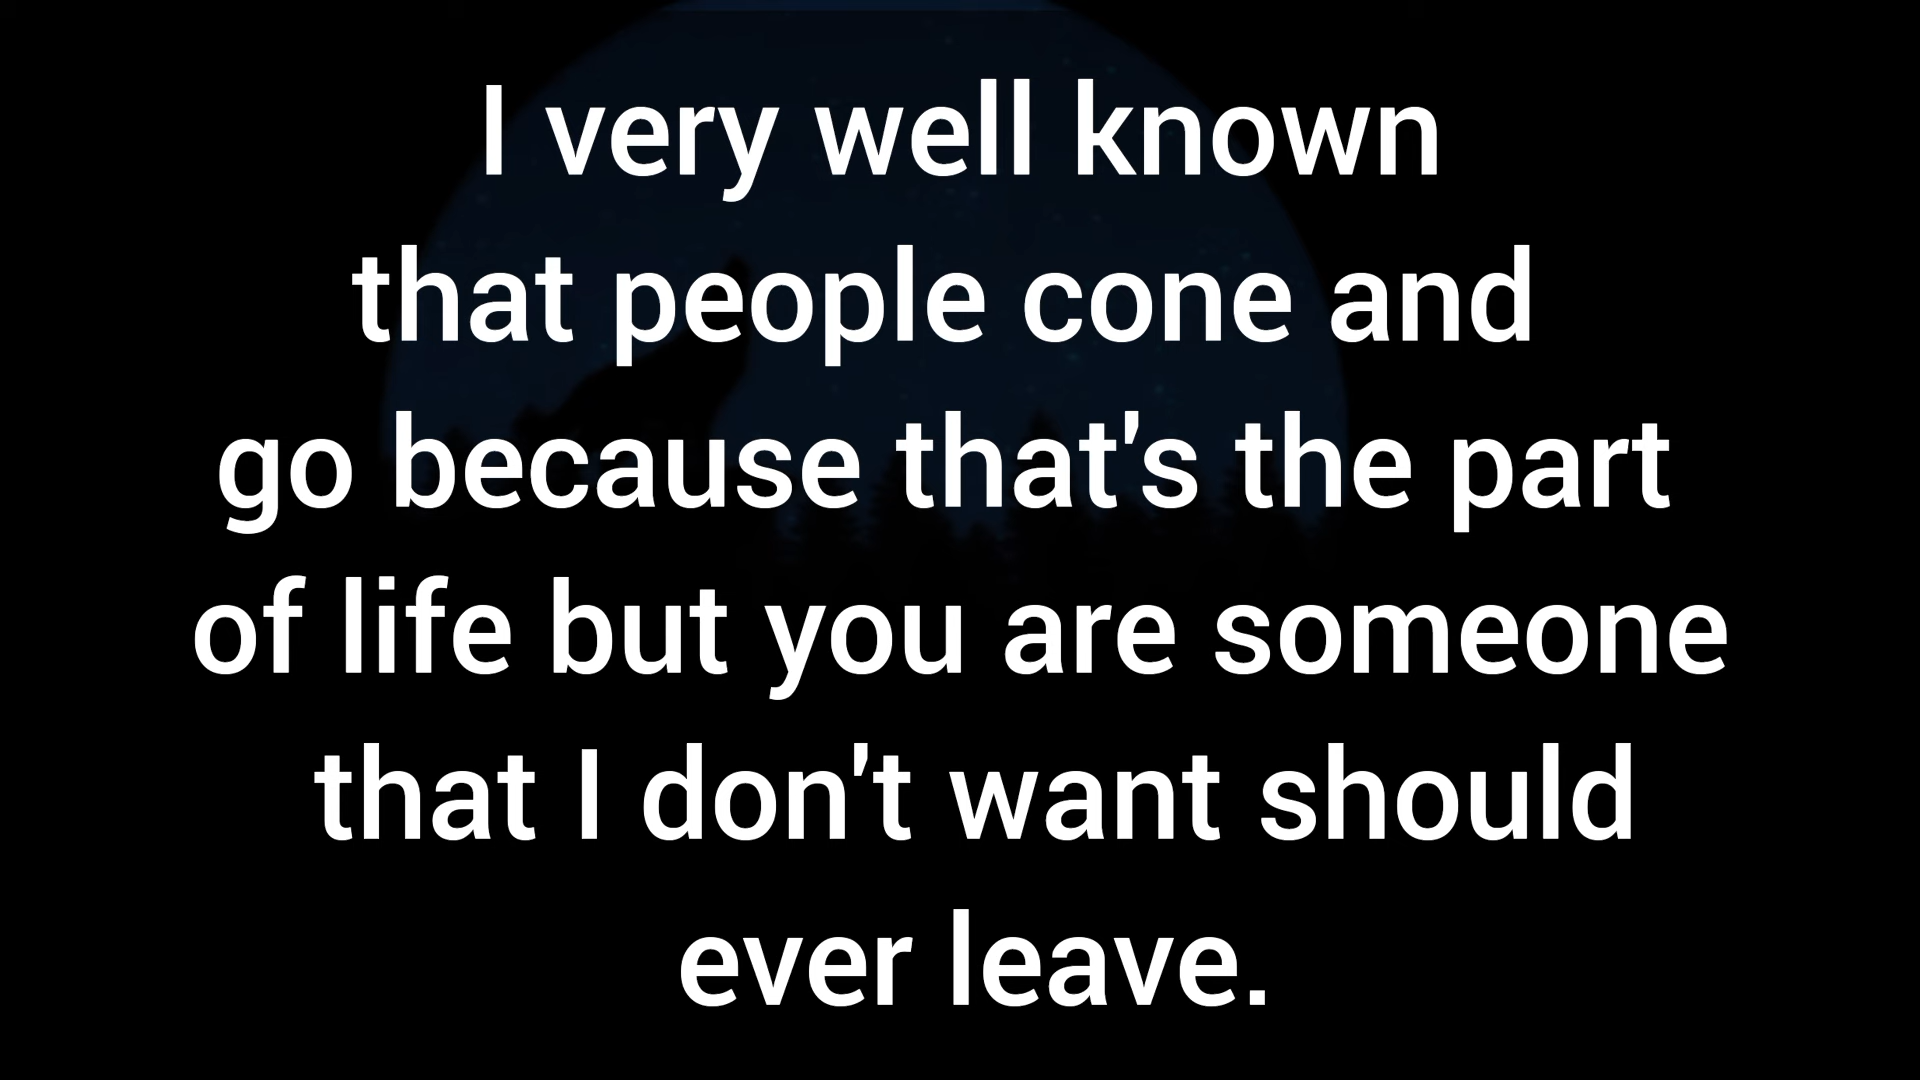 I very well known
that people cone and
go because that's the part
of life but you are someone
that I don't want should
ever leave.